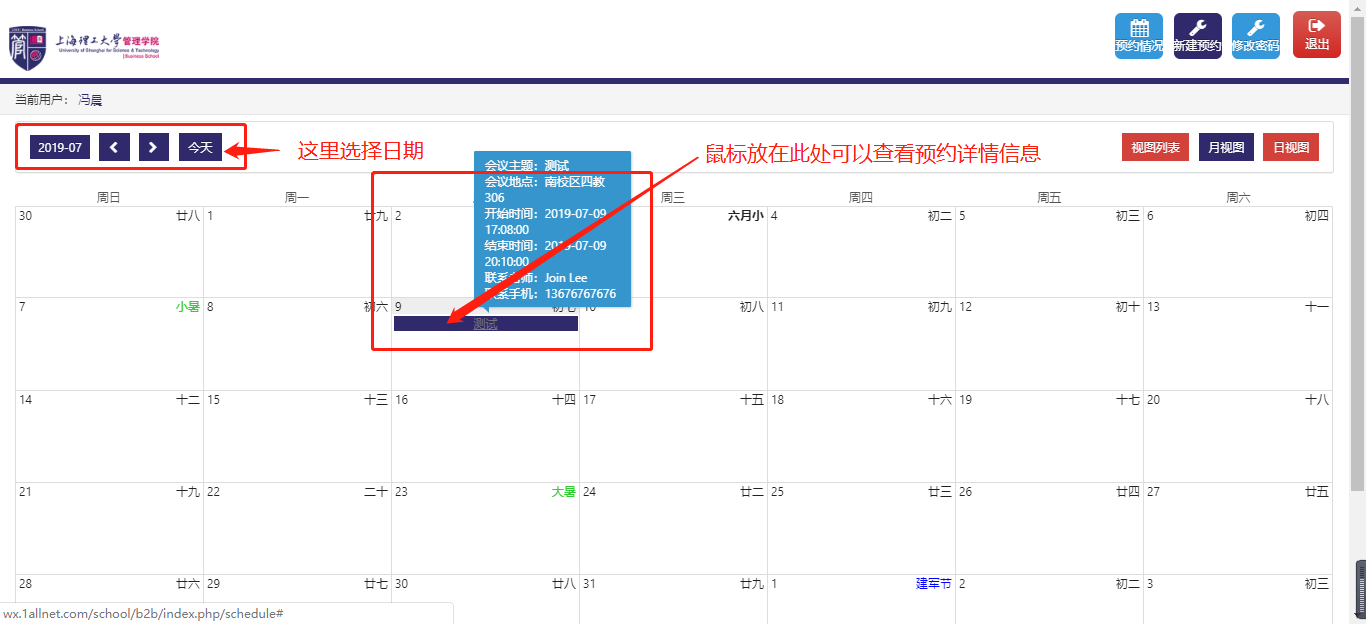 上海理工大学管理学院
University of Shanghai for Science & Technology
Business School
预约情况
新建预约
修改密码
退出
当前用户： 冯晨
2019-07
今天
这里选择日期
鼠标放在此处可以查看预约详情信息
视图列表
月视图
日视图
会议主题：测试
会议地点：南校区四教
306
开始时间：2019-07-09
17:08:00
结束时间：2019-07-09
20:10:00
联系老师：Join Lee
联系手机：13676767676
周日 周一 周三 周四 周五 周六
30 廿八 1 廿九 2 六月小 4 初二 5 初三 6 初四
7 小暑 8 初六 9 初七 10 初八 11 初九 12 初十 13 十一
测试
14 十二 15 十三 16 十四 17 十五 18 十六 19 十七 20 十八
21 十九 22 二十 23 大暑 24 廿二 25 廿三 26 廿四 27 廿五
28 廿六 29 廿七 30 廿八 31 廿九 1 建军节 2 初二 3 初三
wx.1allnet.com/school/b2b/index.php/schedule#